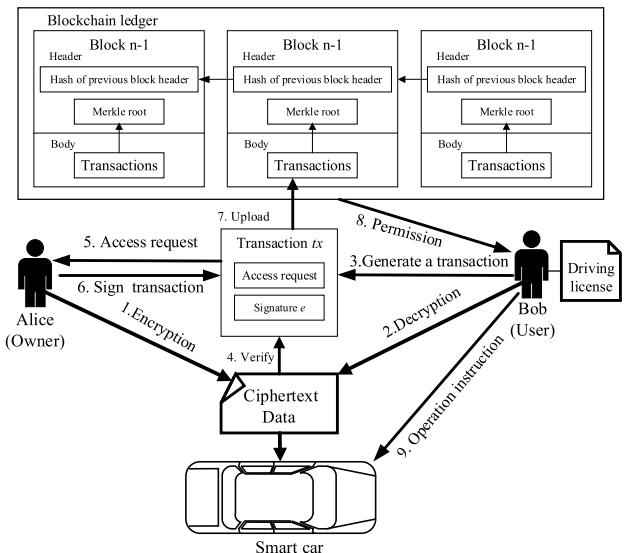 Blockchain ledger
Block n-1
Header
Hash of previous block header
Merkle root
Body
Transactions
Block n-1
Header
Hash of previous block header
Merkle root
Body
Transactions
Block n-1
Header
Hash of previous block header
Merkle root
Body
Transactions
7. Upload
8. Permission
5. Access request
Transaction tx
Access request
Signature e
3.Generate a transaction
Driving
license
6. Sign transaction
Alice
(Owner)
Bob
(User)
1.Encryption
2.Decryption
4. Verify
Ciphertext
Data
9. Operation instruction
Smart car